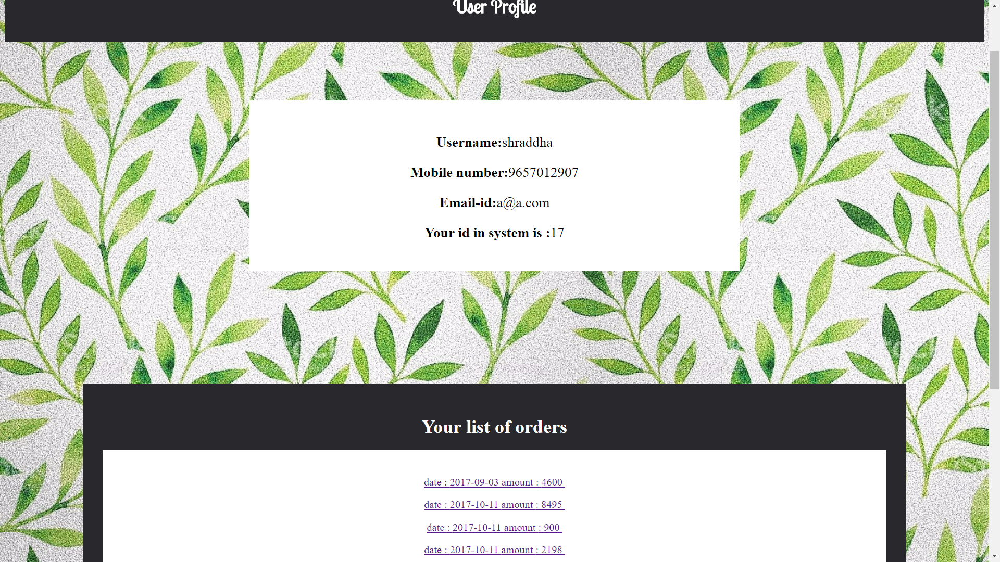 User Profile
Username:shraddha
Mobile number:9657012907
Email-id:a@a.com
Your id in system is :17
Your list of orders
date : 2017-09-03 amount : 4600
date : 2017-10-11 amount : 8495
date : 2017-10-11 amount : 900
date : 2017-10-11 amount : 2198